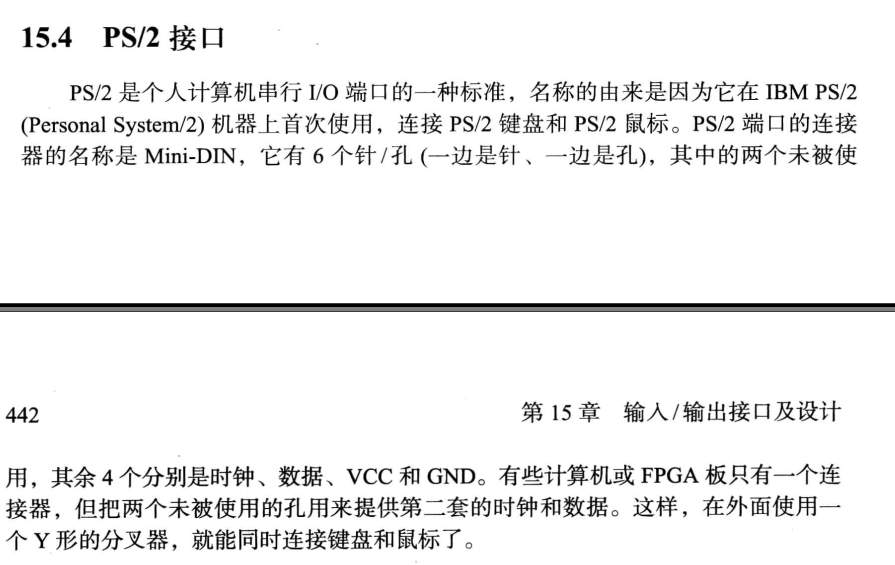 15.4 PS/2 接口
PS/2 是个人计算机串行 I/O 端口的一种标准，名称的由来是因为它在 IBM PS/2
(Personal System/2) 机器上首次使用，连接 PS/2 键盘和 PS/2 鼠标。PS/2 端口的连接
器的名称是 Mini-DIN，它有 6 个针/孔 (一边是针、一边是孔)，其中的两个未被使
442 第 15 章 输入/输出接口及设计
用，其余 4 个分别是时钟、数据、VCC 和 GND。有些计算机或 FPGA 板只有一个连
接器，但把两个未被使用的孔用来提供第二套的时钟和数据。这样，在外面使用一
个 Y 形的分叉器，就能同时连接键盘和鼠标了。